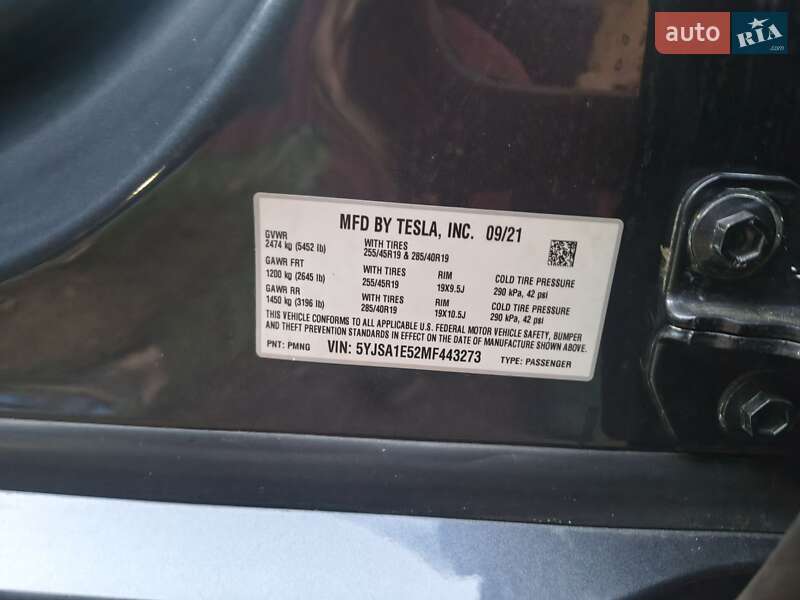 auto RIA.com
MFD BY TESLA, INC. 09/21
GVWR
2474 kg (5452 lb)
WITH TIRES
255/45R19 & 285/40R19
GAWR FRT
1200 kg (2645 lb)
WITH TIRES
255/45R19
RIM
19X9.5J
COLD TIRE PRESSURE
290 kPa, 42 psi
GAWR RR
1450 kg (3196 lb)
WITH TIRES
285/40R19
RIM
19X10.5J
COLD TIRE PRESSURE
290 kPa, 42 psi
THIS VEHICLE CONFORMS TO ALL APPLICABLE U.S. FEDERAL MOTOR VEHICLE SAFETY, BUMPER
AND THEFT PREVENTION STANDARDS IN EFFECT ON THE DATE OF MANUFACTURE SHOWN ABOVE.
PNT: PMNG VIN: 5YJSA1E52MF443273 TYPE: PASSENGER